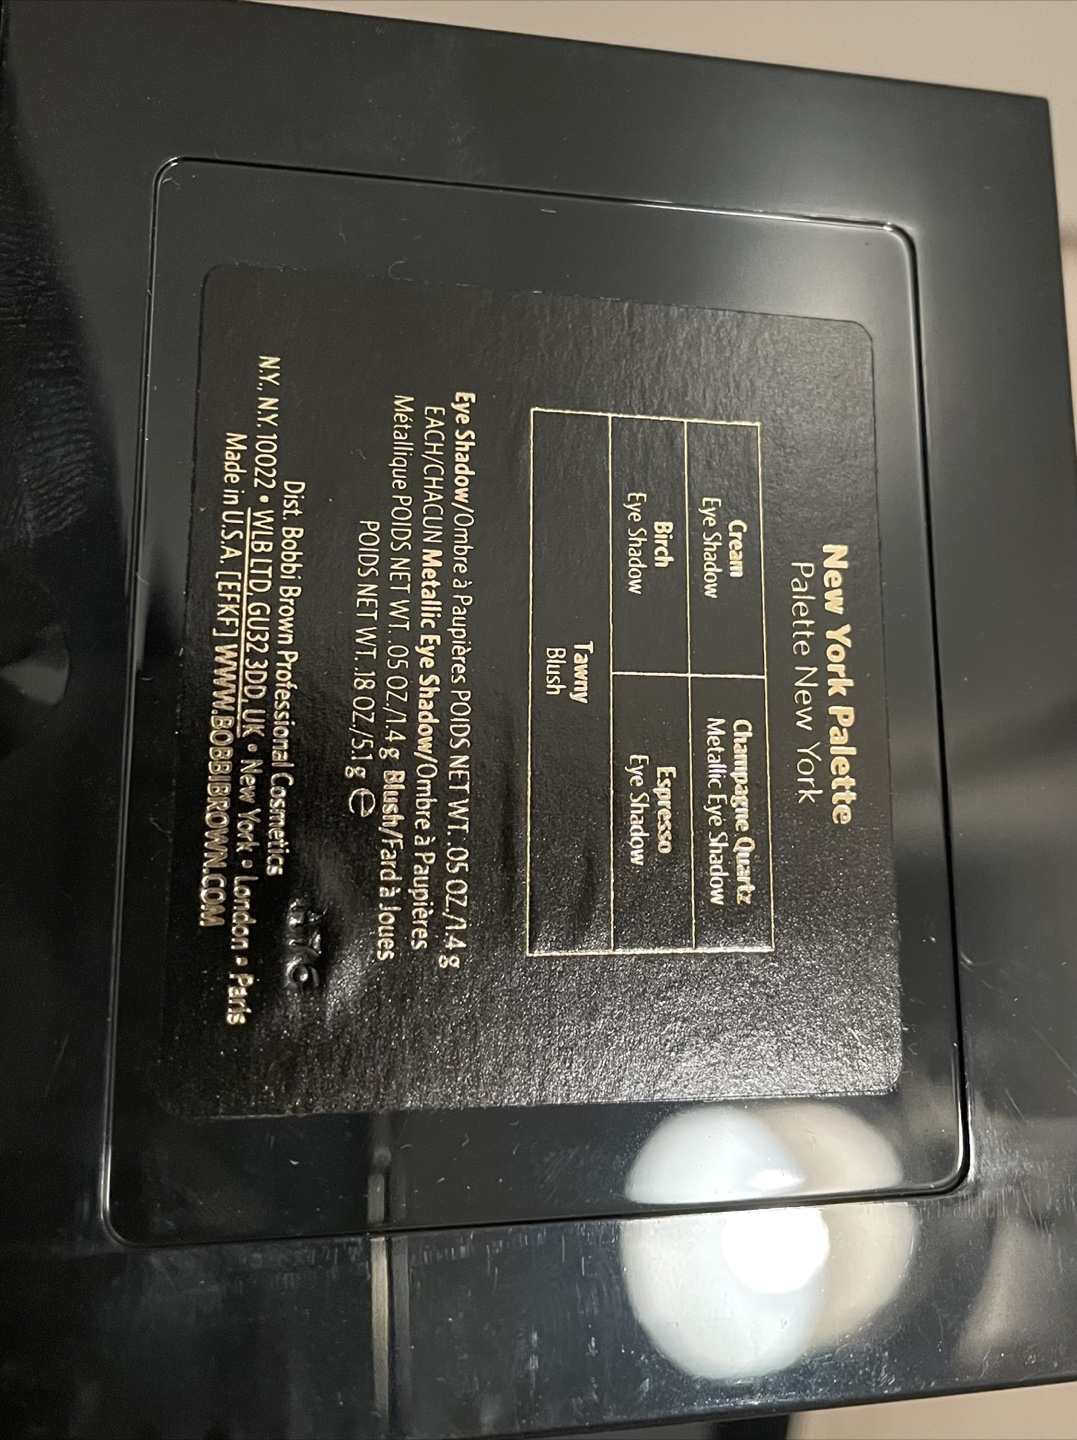 New York Palette
Palette New York
Cream
Eye Shadow
Champagne Quartz
Metallic Eye Shadow
Birch
Eye Shadow
Espresso
Eye Shadow
Tawny
Blush
Eye Shadow/Ombre à Paupières POIDS NET WT. .05 OZ./1.4 g
EACH/CHACUN Metallic Eye Shadow/Ombre à Paupières
Métallique POIDS NET WT. .05 OZ./1.4 g Blush/Fard à Joues
POIDS NET WT. .18 OZ./5.1 g ℮
Dist. Bobbi Brown Professional Cosmetics
N.Y., N.Y. 10022 • WLB LTD, GU32 3DD, UK • New York • London • Paris
Made in U.S.A. [EFKF] WWW.BOBBIBROWN.COM